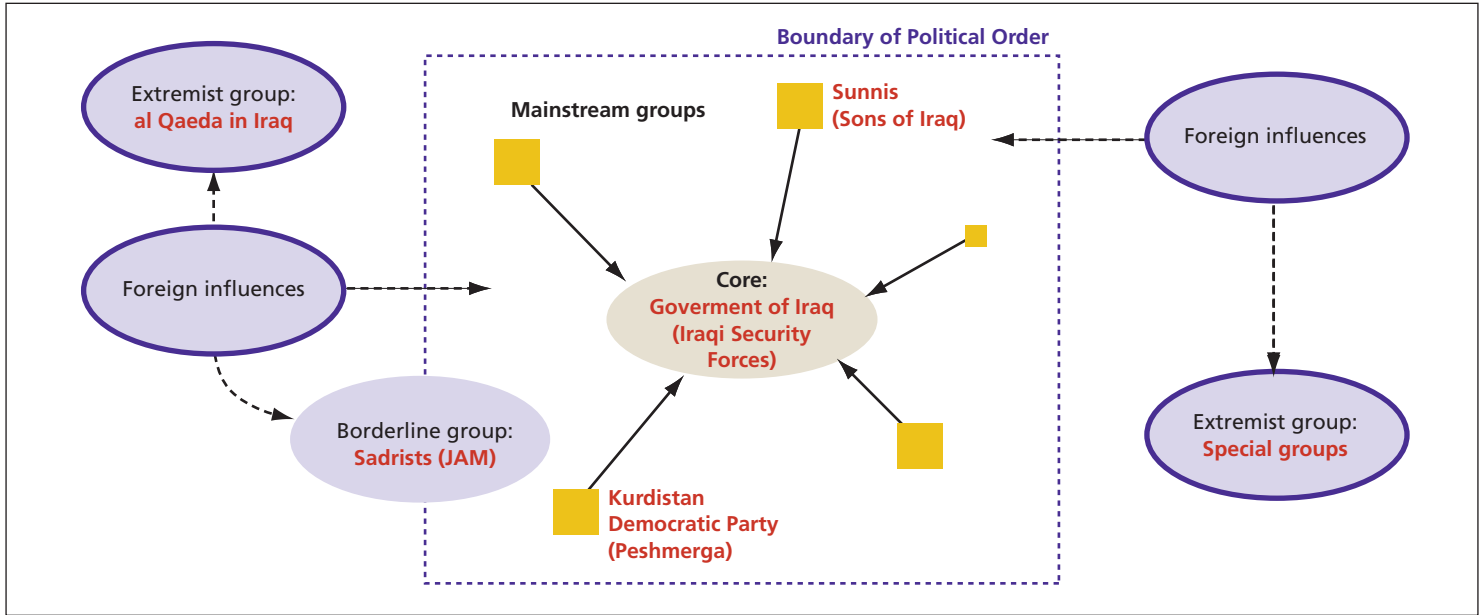 Boundary of Political Order
Extremist group:
al Qaeda in Iraq
Mainstream groups
Sunnis
(Sons of Iraq)
Foreign influences
Foreign influences
Core:
Goverment of Iraq
(Iraqi Security
Forces)
Borderline group:
Sadrists (JAM)
Extremist group:
Special groups
Kurdistan
Democratic Party
(Peshmerga)